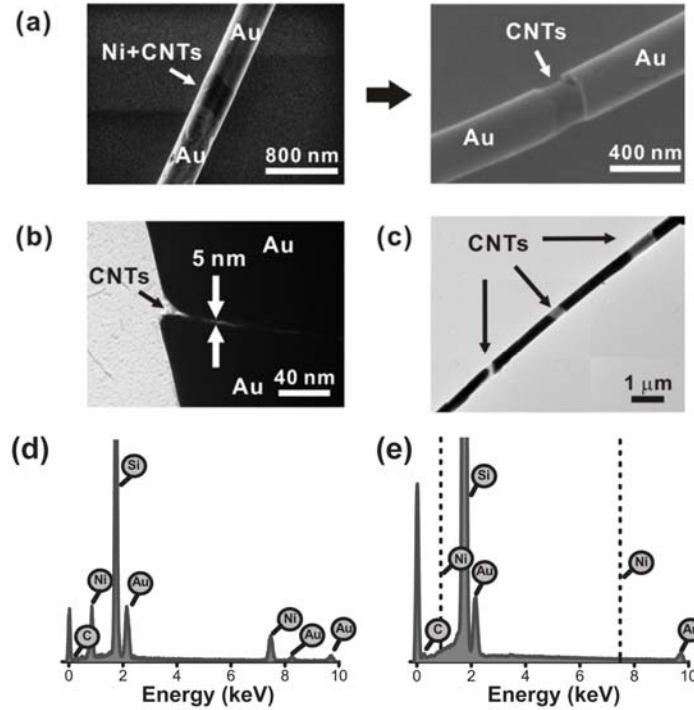 (a)
Au
Ni+CNTs
Au
800 nm
CNTs
Au
Au
400 nm
(b)
Au
CNTs
5 nm
Au
40 nm
(c)
CNTs
1 μm
(d)
Si
Ni
Au
C
Ni
Au
Au
0 2 4 6 8 10
Energy (keV)
(e)
Si
Ni
Au
C
Ni
Au
0 2 4 6 8 10
Energy (keV)